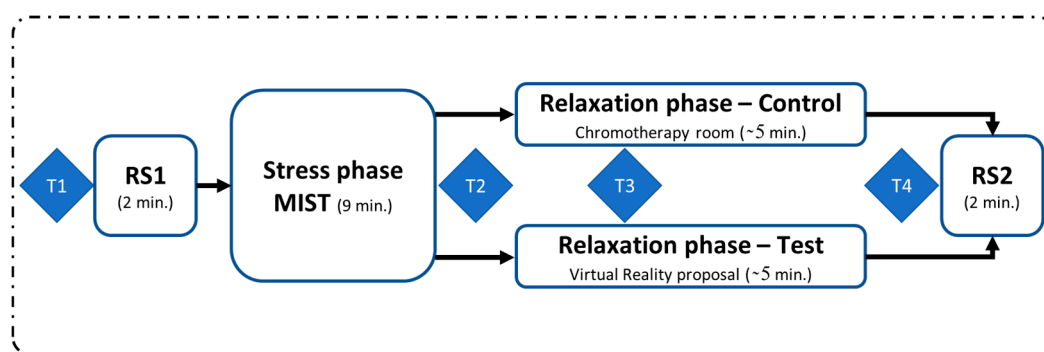 T1
RS1
(2 min.)
Stress phase
MIST (9 min.)
T2
Relaxation phase – Control
Chromotherapy room (~5 min.)
T3
Relaxation phase – Test
Virtual Reality proposal (~5 min.)
T4
RS2
(2 min.)